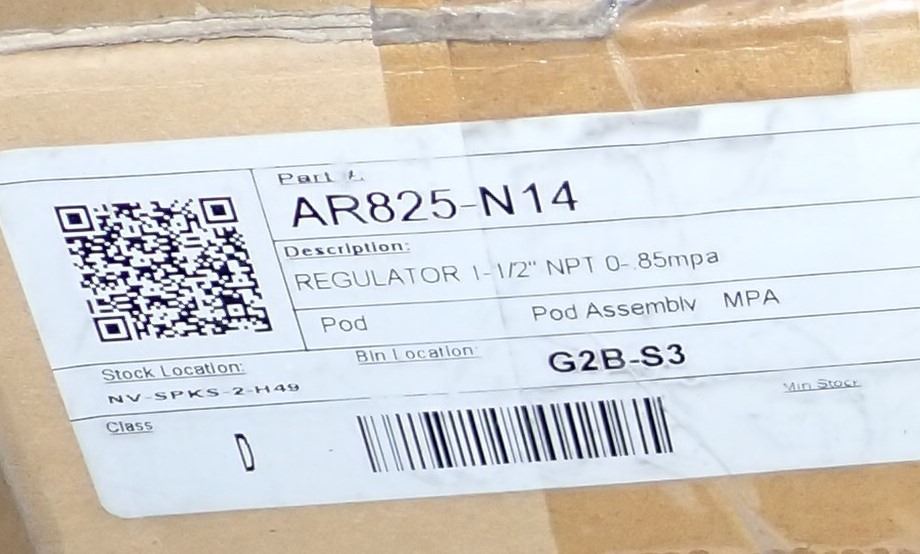 Part #:
AR825-N14
Description:
REGULATOR 1-1/2" NPT 0-.85mpa
Pod Pod Assembly MPA
Stock Location: Bin Location: G2B-S3
NV-SPKS-2-H49
Min Stock
Class
D